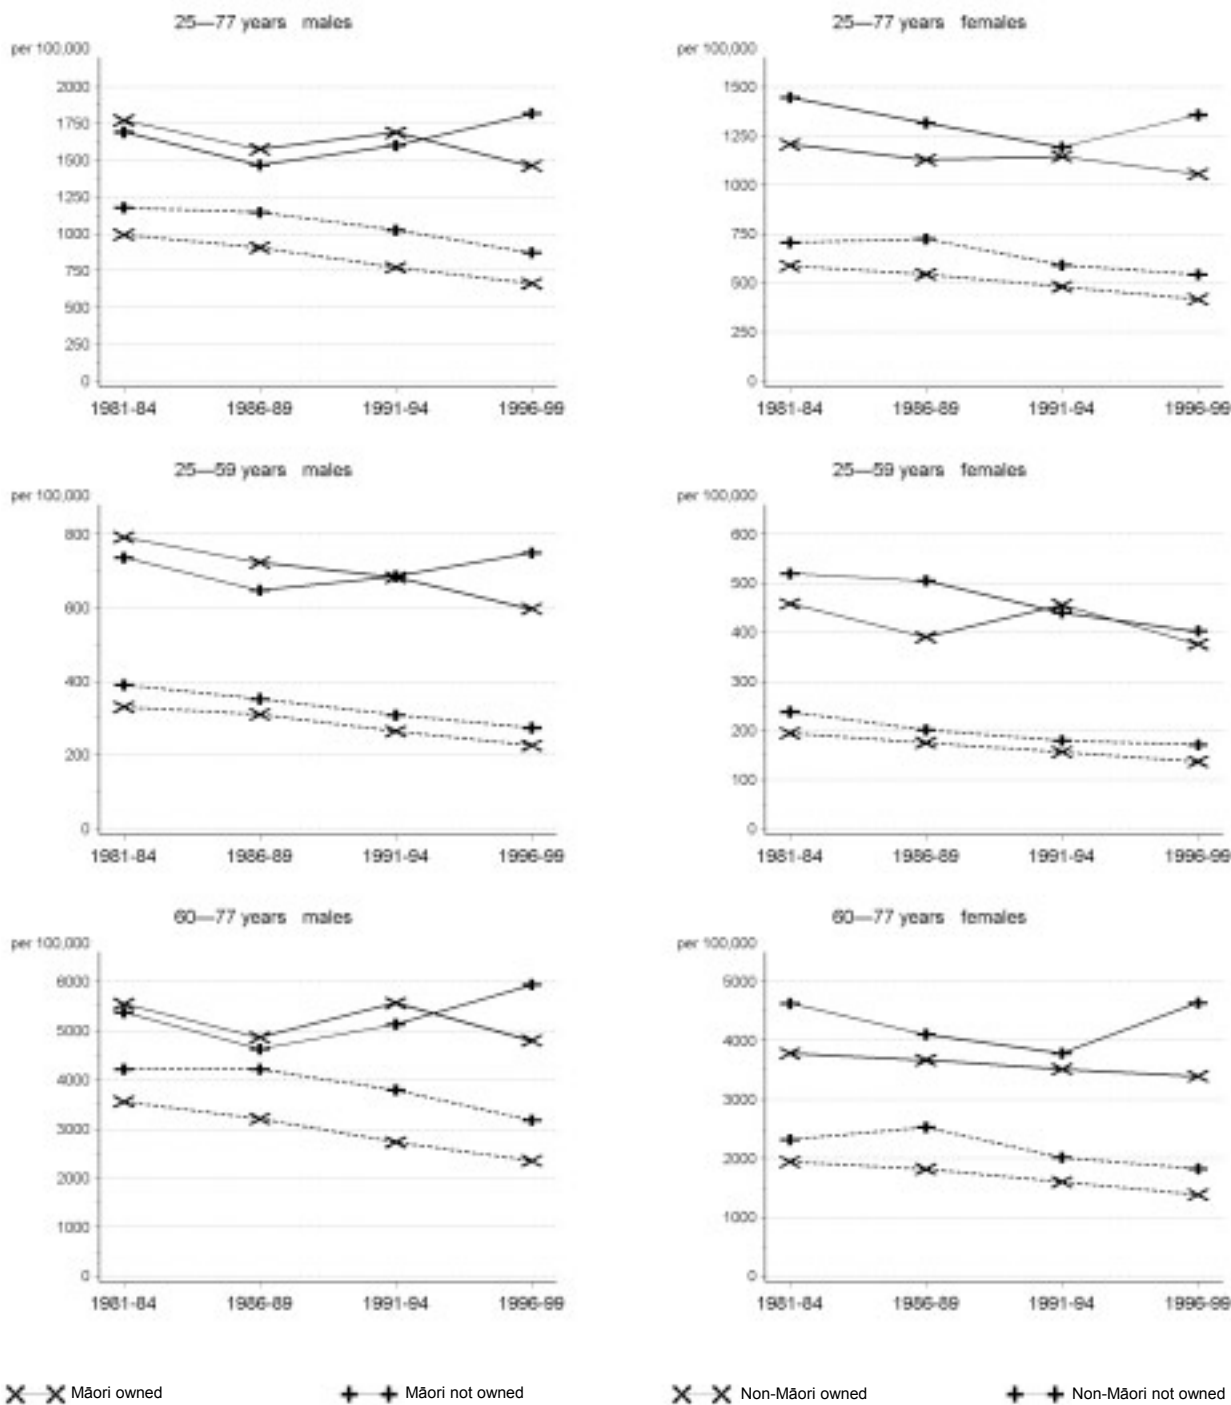 25—77 years males
per 100,000
2000
1750
1500
1250
1000
750
500
250
0
1981-84 1986-89 1991-94 1996-99
25—77 years females
per 100,000
1500
1250
1000
750
500
250
0
1981-84 1986-89 1991-94 1996-99
25—59 years males
per 100,000
800
600
400
200
0
1981-84 1986-89 1991-94 1996-99
25—59 years females
per 100,000
600
500
400
300
200
100
0
1981-84 1986-89 1991-94 1996-99
60—77 years males
per 100,000
6000
5000
4000
3000
2000
1000
0
1981-84 1986-89 1991-94 1996-99
60—77 years females
per 100,000
5000
4000
3000
2000
1000
0
1981-84 1986-89 1991-94 1996-99
Māori owned Māori not owned Non-Māori owned Non-Māori not owned